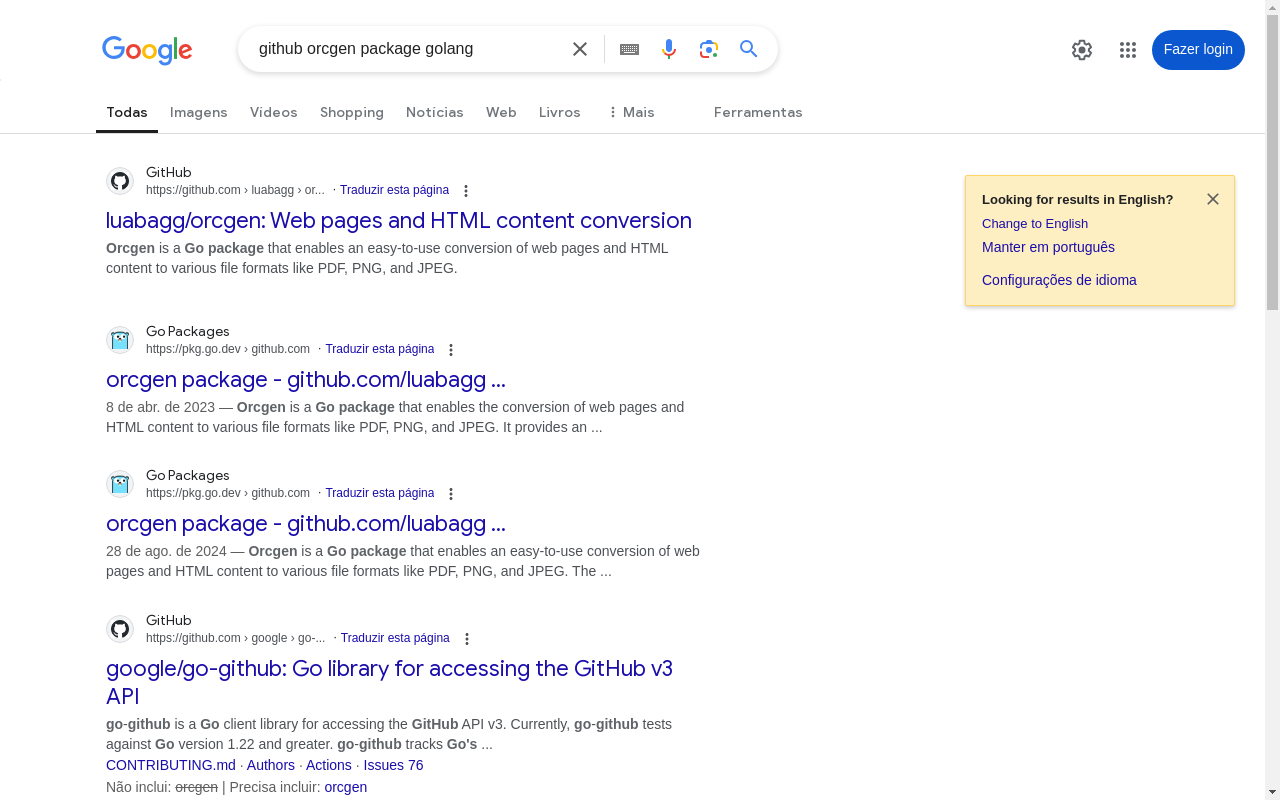 Google
github orcgen package golang
Fazer login
Todas
Imagens
Vídeos
Shopping
Notícias
Web
Livros
Mais
Ferramentas
GitHub
https://github.com › luabagg › or... · Traduzir esta página
luabagg/orcgen: Web pages and HTML content conversion
Orcgen is a Go package that enables an easy-to-use conversion of web pages and HTML
content to various file formats like PDF, PNG, and JPEG.
Looking for results in English?
Change to English
Manter em português
Configurações de idioma
Go Packages
https://pkg.go.dev › github.com · Traduzir esta página
orcgen package - github.com/luabagg ...
8 de abr. de 2023 — Orcgen is a Go package that enables the conversion of web pages and
HTML content to various file formats like PDF, PNG, and JPEG. It provides an ...
Go Packages
https://pkg.go.dev › github.com · Traduzir esta página
orcgen package - github.com/luabagg ...
28 de ago. de 2024 — Orcgen is a Go package that enables an easy-to-use conversion of web
pages and HTML content to various file formats like PDF, PNG, and JPEG. The ...
GitHub
https://github.com › google › go-... · Traduzir esta página
google/go-github: Go library for accessing the GitHub v3
API
go-github is a Go client library for accessing the GitHub API v3. Currently, go-github tests
against Go version 1.22 and greater. go-github tracks Go's ...
CONTRIBUTING.md · Authors · Actions · Issues 76
Não inclui: orcgen | Precisa incluir: orcgen